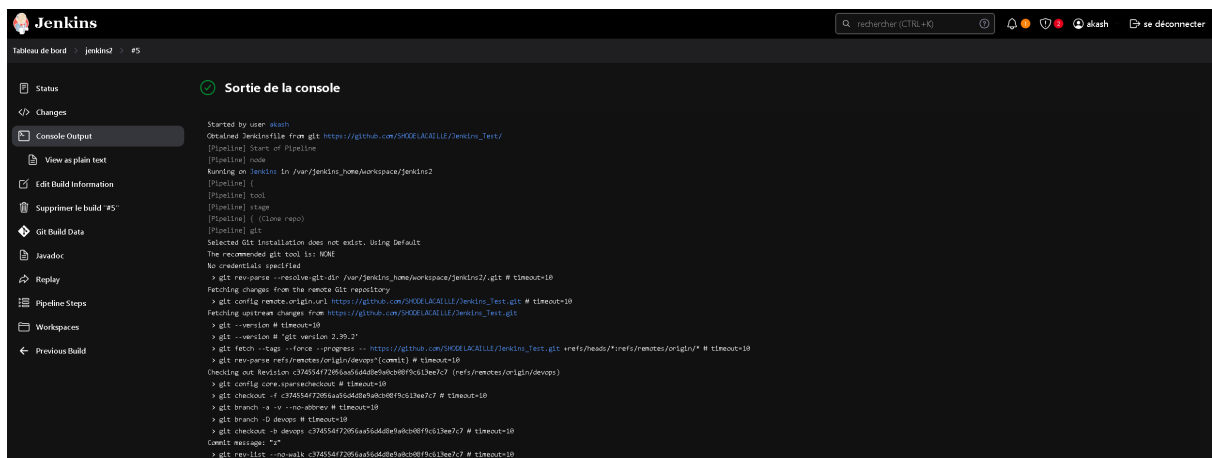 Jenkins
rechercher (CTRL+K)
1
2
akash
se déconnecter
Tableau de bord > jenkins2 > #5
Status
Changes
Console Output
View as plain text
Edit Build Information
Supprimer le build "#5"
Git Build Data
Javadoc
Replay
Pipeline Steps
Workspaces
Previous Build
Sortie de la console
Started by user akash
Obtained Jenkinsfile from git https://github.com/SHODELACAILLE/Jenkins_Test/
[Pipeline] Start of Pipeline
[Pipeline] node
Running on Jenkins in /var/jenkins_home/workspace/jenkins2
[Pipeline] {
[Pipeline] tool
[Pipeline] stage
[Pipeline] { (Clone repo)
[Pipeline] git
Selected Git installation does not exist. Using Default
The recommended git tool is: NONE
No credentials specified
> git rev-parse --resolve-git-dir /var/jenkins_home/workspace/jenkins2/.git # timeout=10
Fetching changes from the remote Git repository
> git config remote.origin.url https://github.com/SHODELACAILLE/Jenkins_Test.git # timeout=10
Fetching upstream changes from https://github.com/SHODELACAILLE/Jenkins_Test.git
> git --version # timeout=10
> git --version # 'git version 2.39.2'
> git fetch --tags --force --progress -- https://github.com/SHODELACAILLE/Jenkins_Test.git +refs/heads/*:refs/remotes/origin/* # timeout=10
> git rev-parse refs/remotes/origin/devops^{commit} # timeout=10
Checking out Revision c374554f72056aa56d4d8e9a0cb08f9c613ee7c7 (refs/remotes/origin/devops)
> git config core.sparsecheckout # timeout=10
> git checkout -f c374554f72056aa56d4d8e9a0cb08f9c613ee7c7 # timeout=10
> git branch -a -v --no-abbrev # timeout=10
> git branch -D devops # timeout=10
> git checkout -b devops c374554f72056aa56d4d8e9a0cb08f9c613ee7c7 # timeout=10
Commit message: "z"
> git rev-list --no-walk c374554f72056aa56d4d8e9a0cb08f9c613ee7c7 # timeout=10